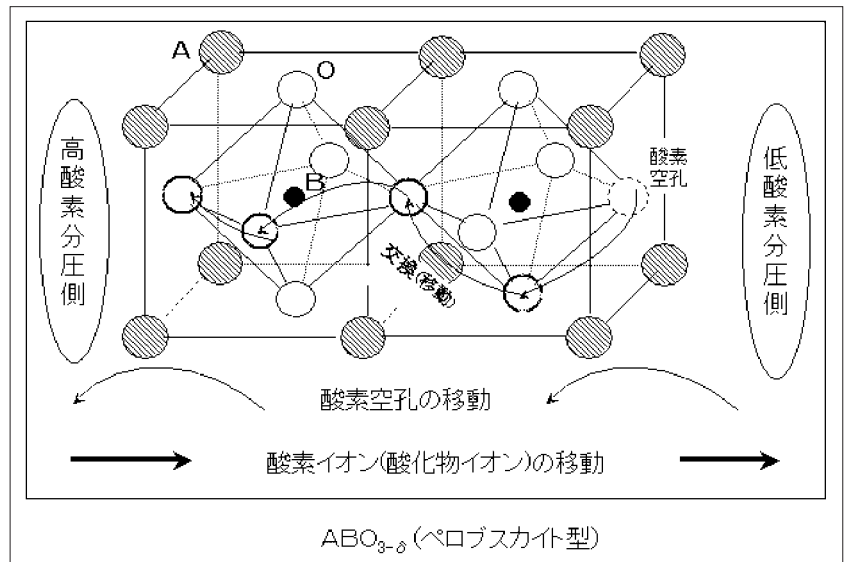 A
O
高酸素分圧側
B
酸素
空孔
低酸素分圧側
交換(移動)
酸素空孔の移動
酸素イオン(酸化物イオン)の移動
ABO3-δ(ペロブスカイト型)